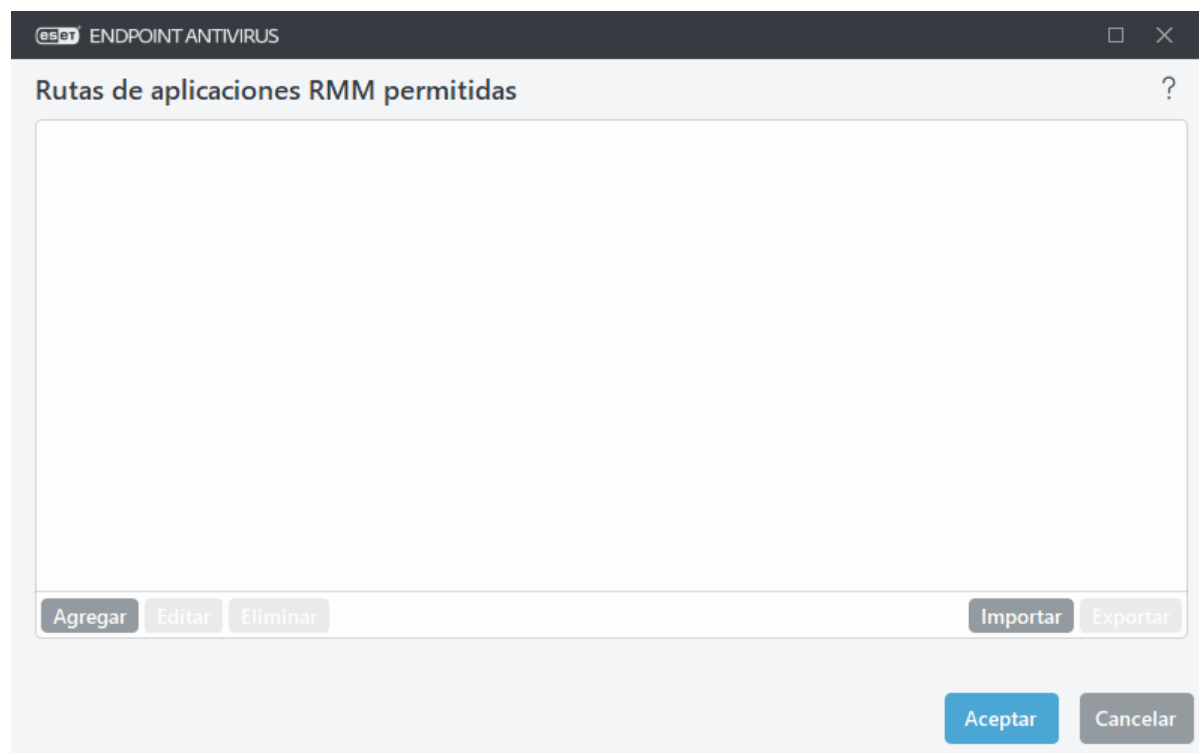 eset ENDPOINT ANTIVIRUS
Rutas de aplicaciones RMM permitidas ?
Agregar Editar Eliminar Importar Exportar
Aceptar Cancelar